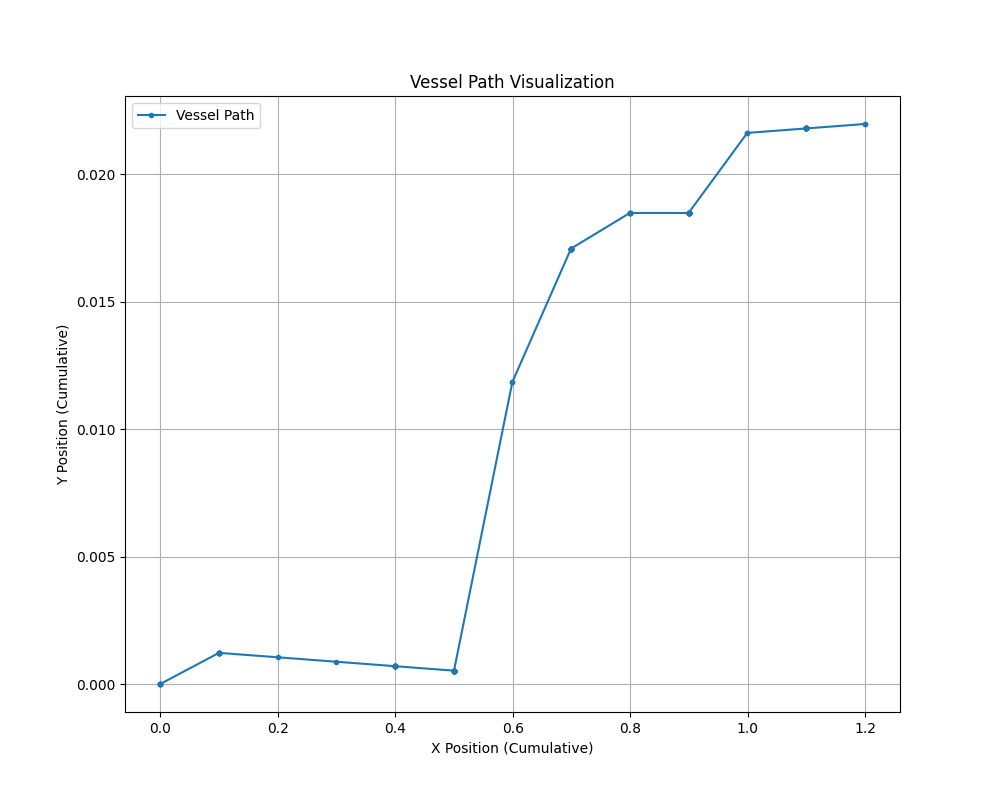 Vessel Path Visualization
Vessel Path
Y Position (Cumulative)
0.020
0.015
0.010
0.005
0.000
0.0 0.2 0.4 0.6 0.8 1.0 1.2
X Position (Cumulative)